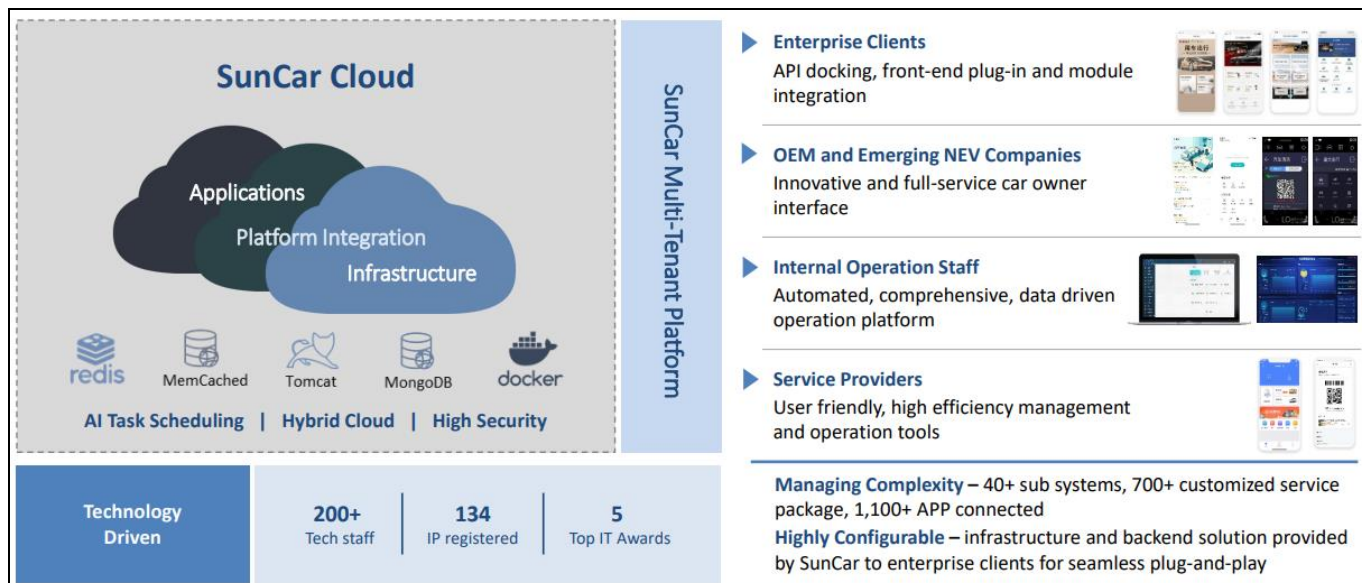 SunCar Cloud
Applications
Platform Integration
Infrastructure
redis
MemCached
Tomcat
MongoDB
docker
AI Task Scheduling | Hybrid Cloud | High Security
SunCar Multi-Tenant Platform
Technology
Driven
200+
Tech staff
134
IP registered
5
Top IT Awards
Enterprise Clients
API docking, front-end plug-in and module
integration
OEM and Emerging NEV Companies
Innovative and full-service car owner
interface
Internal Operation Staff
Automated, comprehensive, data driven
operation platform
Service Providers
User friendly, high efficiency management
and operation tools
Managing Complexity – 40+ sub systems, 700+ customized service
package, 1,100+ APP connected
Highly Configurable – infrastructure and backend solution provided
by SunCar to enterprise clients for seamless plug-and-play